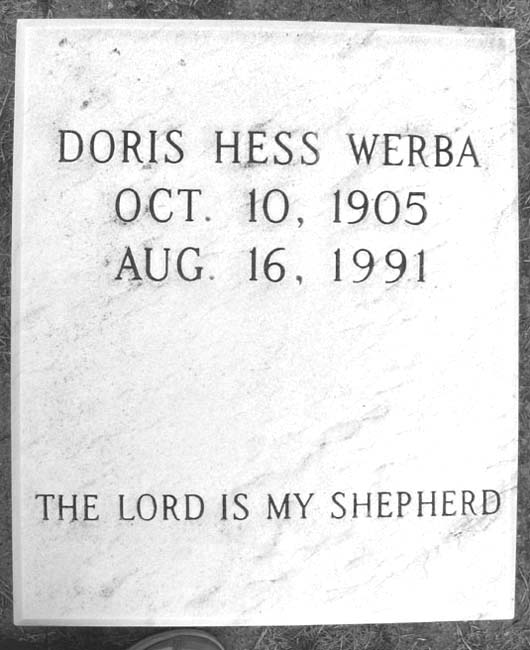 DORIS HESS WERBA
OCT. 10, 1905
AUG. 16, 1991
THE LORD IS MY SHEPHERD